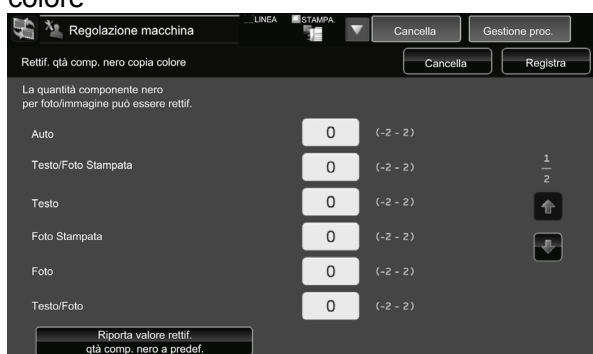 colore
Regolazione macchina
LINEA
STAMPA.
Cancella
Gestione proc.
Rettif. qtà comp. nero copia colore
Cancella
Registra
La quantità componente nero
per foto/immagine può essere rettif.
Auto 0 (-2 - 2)
Testo/Foto Stampata 0 (-2 - 2)
1
2
Testo 0 (-2 - 2)
Foto Stampata 0 (-2 - 2)
Foto 0 (-2 - 2)
Testo/Foto 0 (-2 - 2)
Riporta valore rettif.
qtà comp. nero a predef.